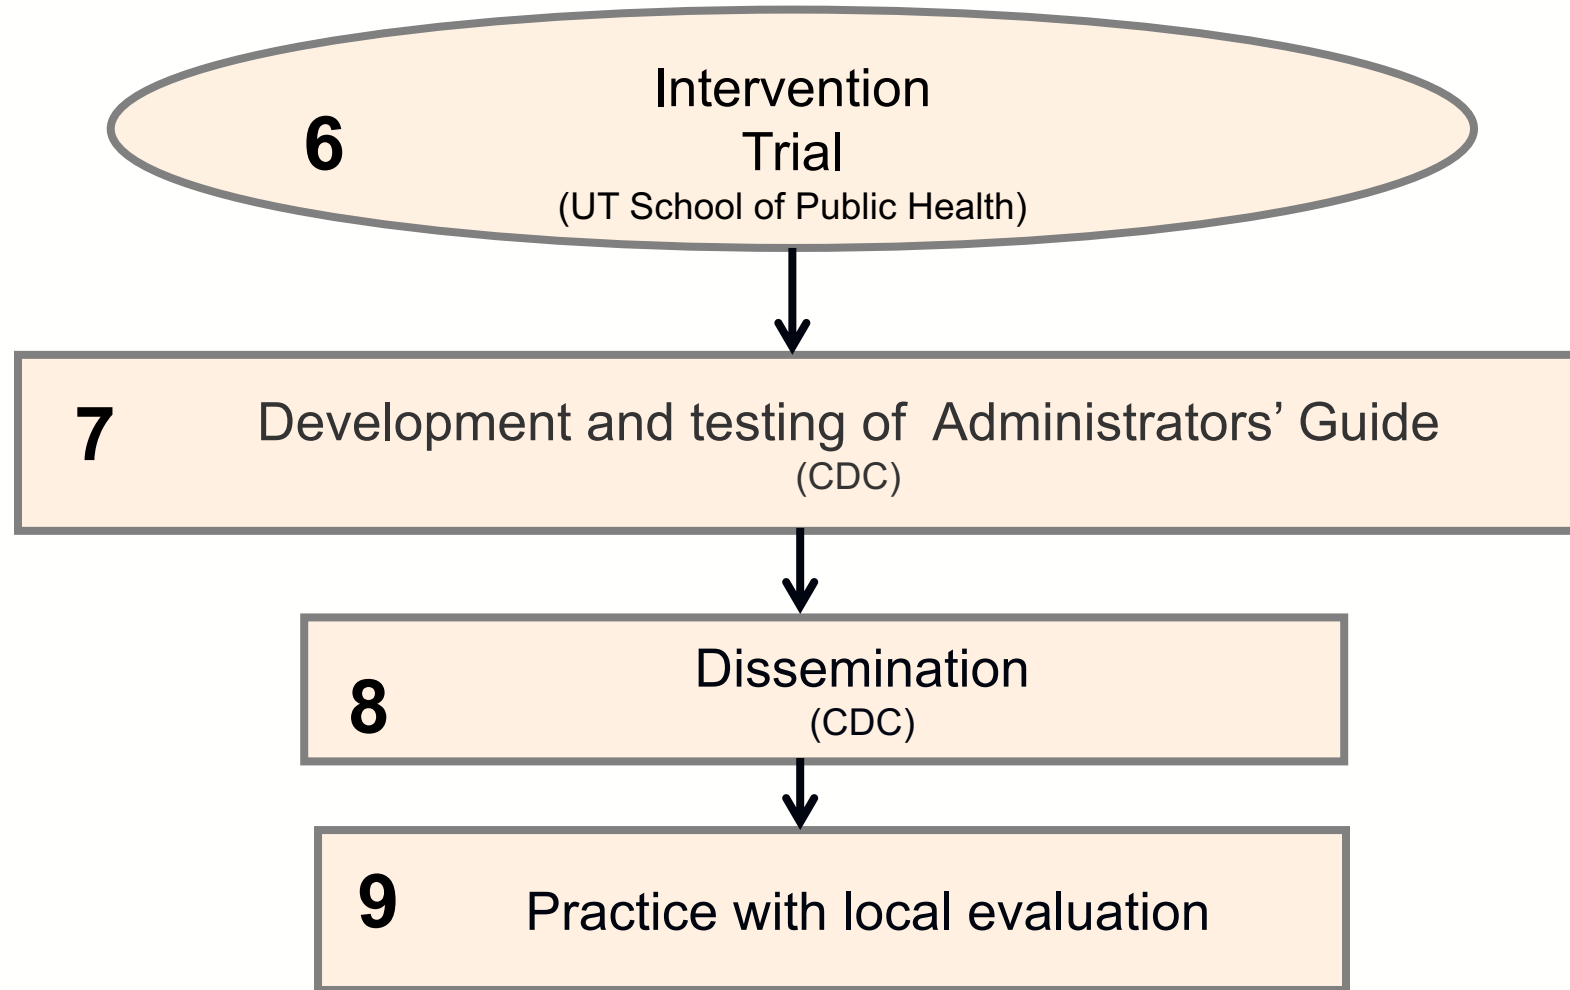 6
Intervention
Trial
(UT School of Public Health)
7
Development and testing of  Administrators’ Guide
(CDC)
8
Dissemination
(CDC)
9
Practice with local evaluation